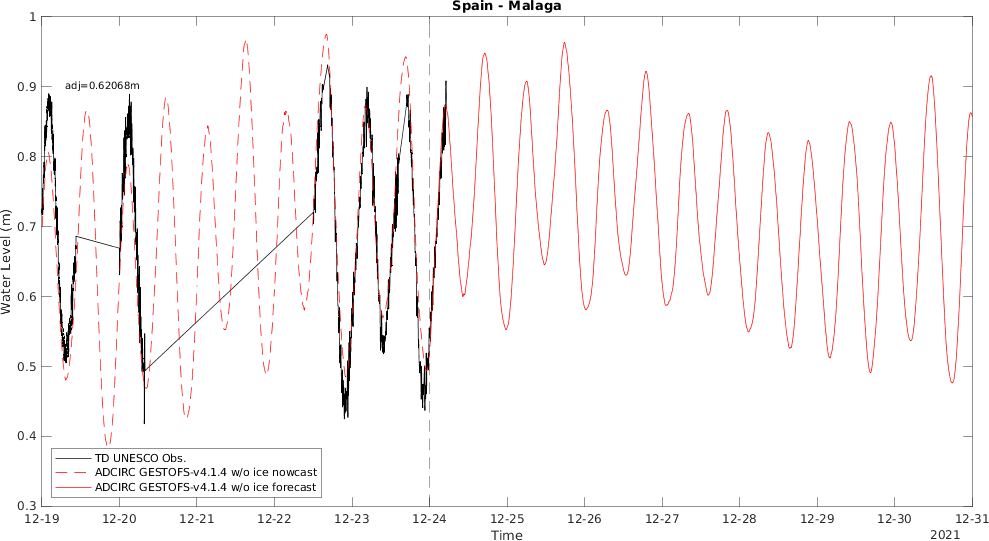 Spain - Malaga
adj=0.62068m
Water Level (m)
1
0.9
0.8
0.7
0.6
0.5
0.4
0.3
TD UNESCO Obs.
ADCIRC GESTOFS-v4.1.4 w/o ice nowcast
ADCIRC GESTOFS-v4.1.4 w/o ice forecast
12-19 12-20 12-21 12-22 12-23 12-24 12-25 12-26 12-27 12-28 12-29 12-30 12-31
Time
2021